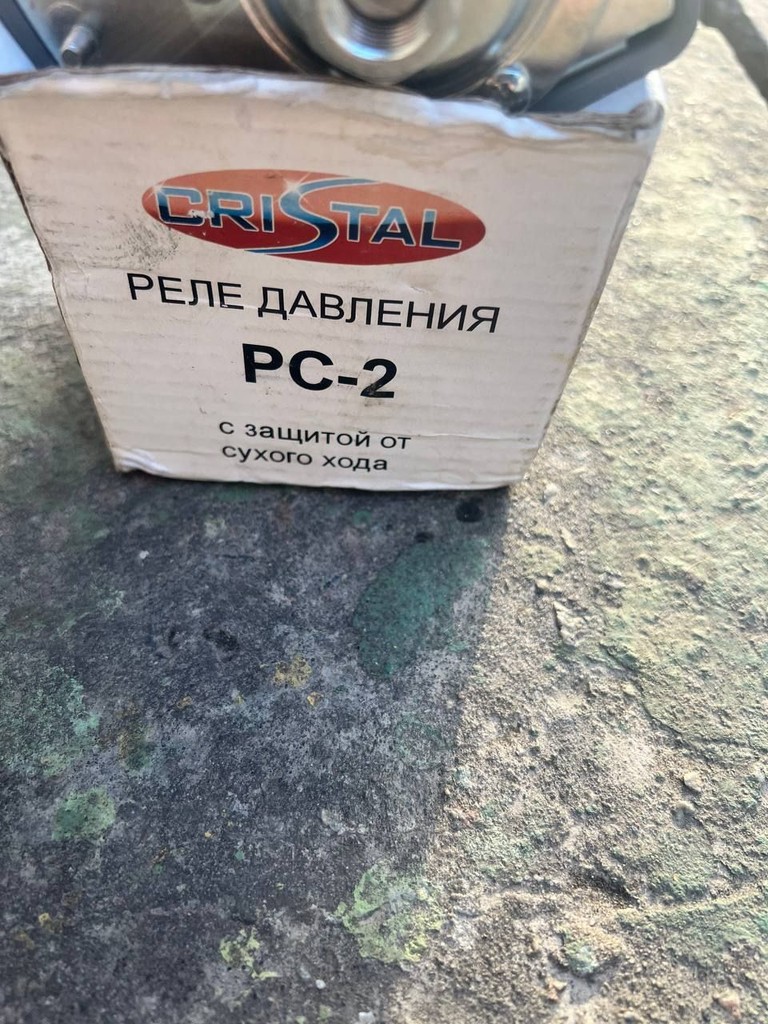 CRISTAL
РЕЛЕ ДАВЛЕНИЯ
РС-2
с защитой от
сухого хода